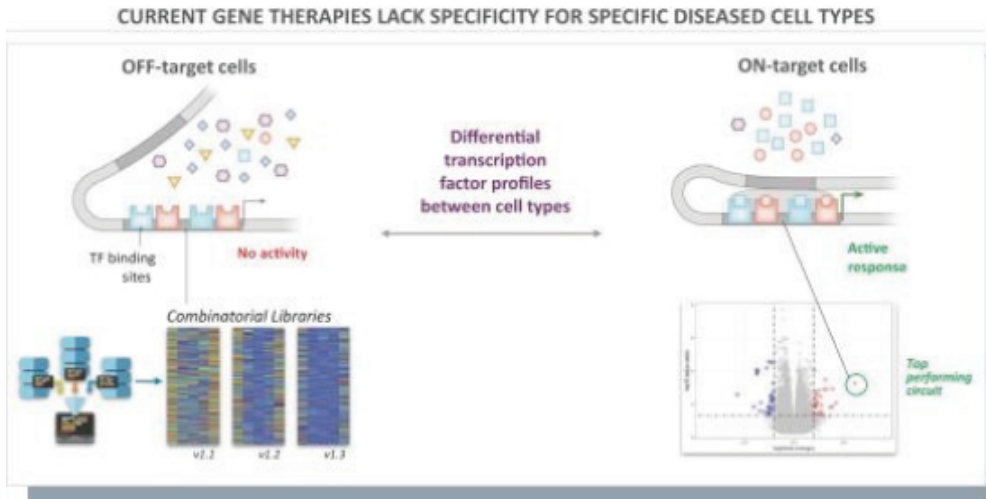 CURRENT GENE THERAPIES LACK SPECIFICITY FOR SPECIFIC DISEASED CELL TYPES
OFF-target cells
ON-target cells
Differential
transcription
factor profiles
between cell types
TF binding
sites
No activity
Active
response
Combinatorial Libraries
v1.1
v1.2
v1.3
Top
performing
circuit